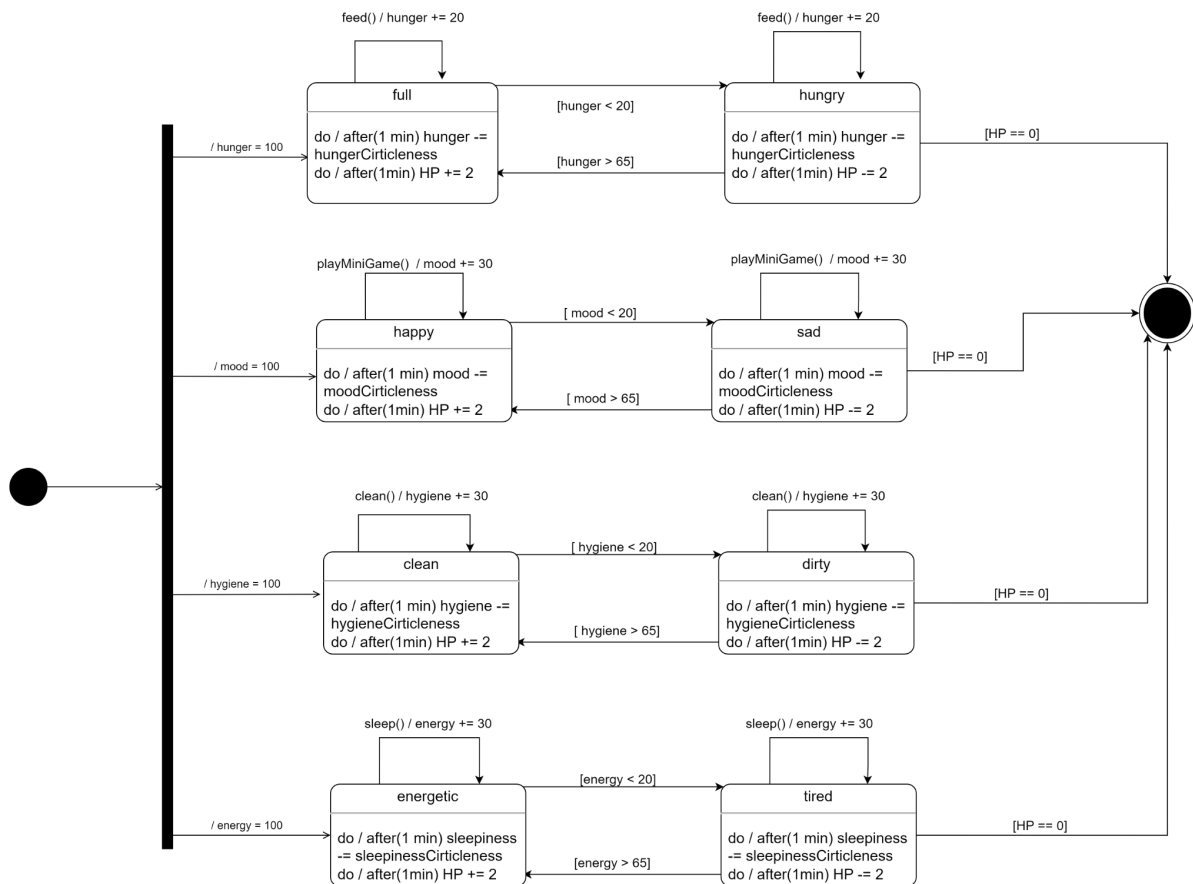 feed() / hunger += 20
feed() / hunger += 20
full
hungry
[hunger < 20]
do / after(1 min) hunger -=
hungerCirticleness
do / after(1min) HP += 2
do / after(1 min) hunger -=
hungerCirticleness
do / after(1min) HP -= 2
[HP == 0]
/ hunger = 100
[hunger > 65]
playMiniGame() / mood += 30
playMiniGame() / mood += 30
happy
sad
[ mood < 20]
do / after(1 min) mood -=
moodCirticleness
do / after(1min) HP += 2
do / after(1 min) mood -=
moodCirticleness
do / after(1min) HP -= 2
[HP == 0]
/ mood = 100
[ mood > 65]
clean() / hygiene += 30
clean() / hygiene += 30
clean
dirty
[ hygiene < 20]
do / after(1 min) hygiene -=
hygieneCirticleness
do / after(1min) HP += 2
do / after(1 min) hygiene -=
hygieneCirticleness
do / after(1min) HP -= 2
[HP == 0]
/ hygiene = 100
[ hygiene > 65]
sleep() / energy += 30
sleep() / energy += 30
energetic
tired
[energy < 20]
do / after(1 min) sleepiness
-= sleepinessCirticleness
do / after(1min) HP += 2
do / after(1 min) sleepiness
-= sleepinessCirticleness
do / after(1min) HP -= 2
[HP == 0]
/ energy = 100
[energy > 65]